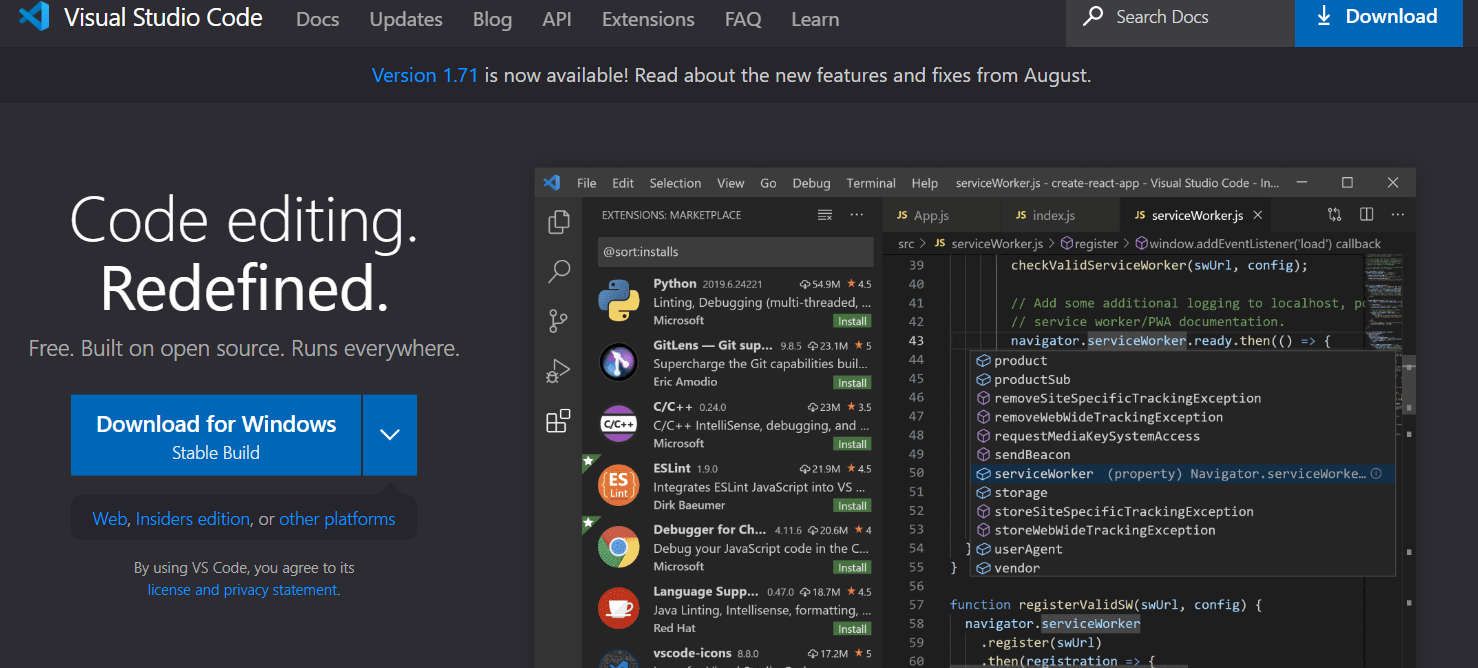 Visual Studio Code Docs Updates Blog API Extensions FAQ Learn Search Docs Download
Version 1.71 is now available! Read about the new features and fixes from August.
Code editing.
Redefined.
Free. Built on open source. Runs everywhere.
Download for Windows
Stable Build
Web, Insiders edition, or other platforms
By using VS Code, you agree to its
license and privacy statement.
File Edit Selection View Go Debug Terminal Help serviceWorker.js - create-react-app - Visual Studio Code - In...
EXTENSIONS: MARKETPLACE
@sort:installs
Python 2019.6.24221 54.9M 4.5
Linting, Debugging (multi-threaded, ...
Microsoft Install
GitLens — Git sup... 9.8.5 23.1M 5
Supercharge the Git capabilities buil...
Eric Amodio Install
C/C++
C/C++ 0.24.0 23M 3.5
C/C++ IntelliSense, debugging, and ...
Microsoft Install
ES
Lint
ESLint 1.9.0 21.9M 4.5
Integrates ESLint JavaScript into VS ...
Dirk Baeumer Install
Debugger for Ch... 4.11.6 20.6M 4
Debug your JavaScript code in the C...
Microsoft Install
Language Supp... 0.47.0 18.7M 4.5
Java Linting, Intellisense, formatting, ...
Red Hat Install
vscode-icons 8.8.0 17.2M 5
JS App.js JS index.js JS serviceWorker.js
src > JS serviceWorker.js > register > window.addEventListener('load') callback
39 checkValidServiceWorker(swUrl, config);
40
41 // Add some additional logging to localhost, po
42 // service worker/PWA documentation.
43 navigator.serviceWorker.ready.then(() => {
44 product
45 productSub
46 removeSiteSpecificTrackingException
47 removeWebWideTrackingException
48 requestMediaKeySystemAccess
49 sendBeacon
50 serviceWorker (property) Navigator.serviceWorke...
51 storage
52 storeSiteSpecificTrackingException
53 storeWebWideTrackingException
54 } userAgent
55 } vendor
56
57 function registerValidSW(swUrl, config) {
58 navigator.serviceWorker
59 .register(swUrl)
60 .then(registration => {